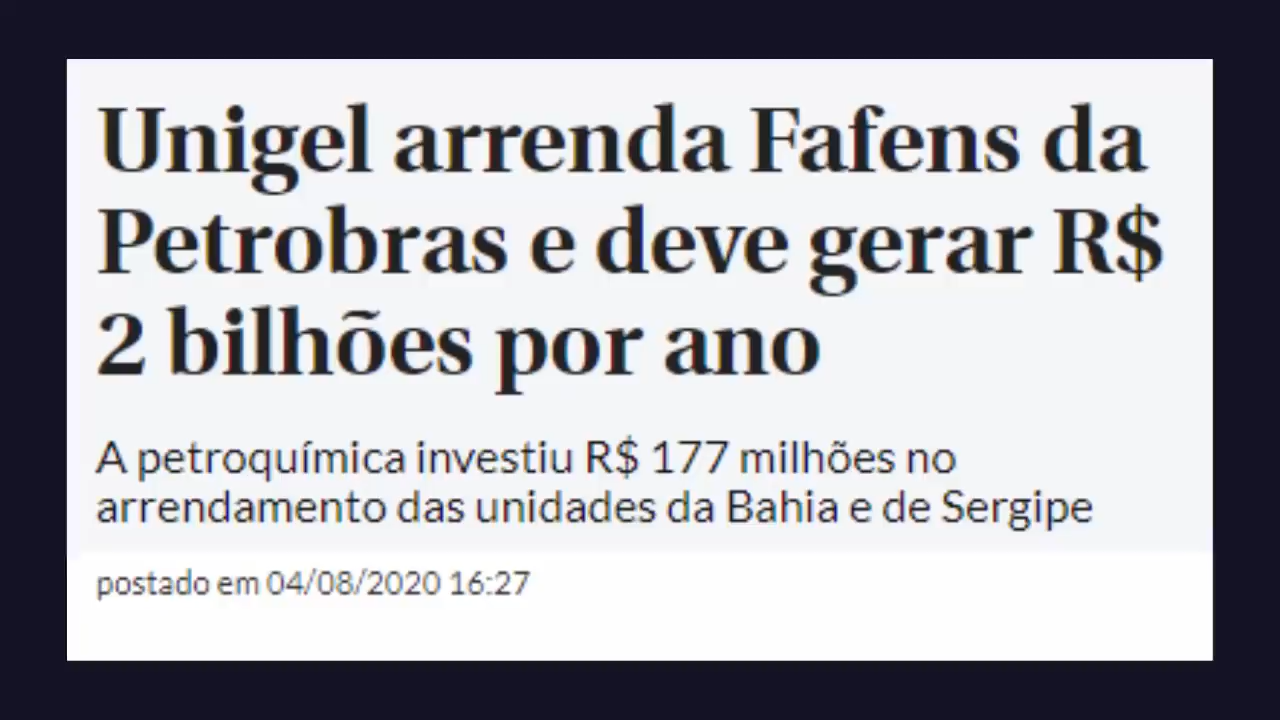 Unigel arrenda Fafens da
Petrobras e deve gerar R$
2 bilhões por ano
A petroquímica investiu R$ 177 milhões no
arrendamento das unidades da Bahia e de Sergipe
postado em 04/08/2020 16:27